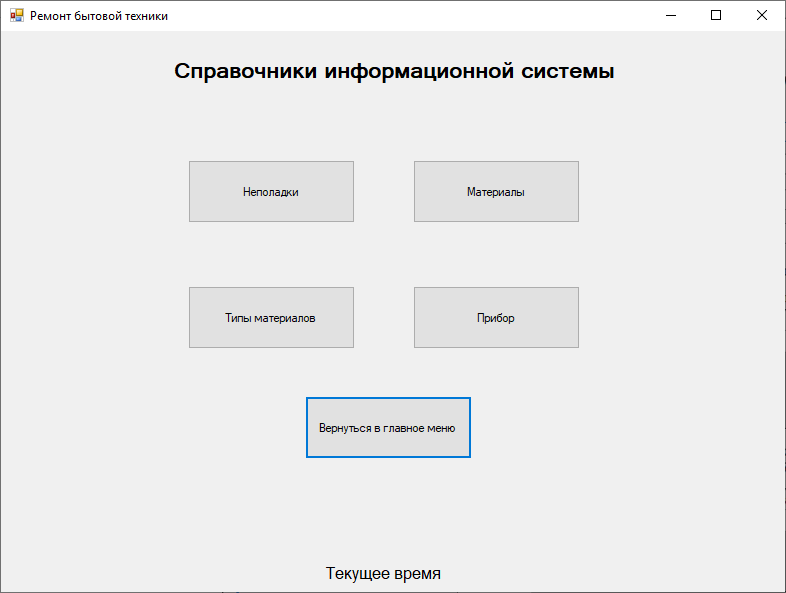 Ремонт бытовой техники
Справочники информационной системы
Неполадки
Материалы
Типы материалов
Прибор
Вернуться в главное меню
Текущее время